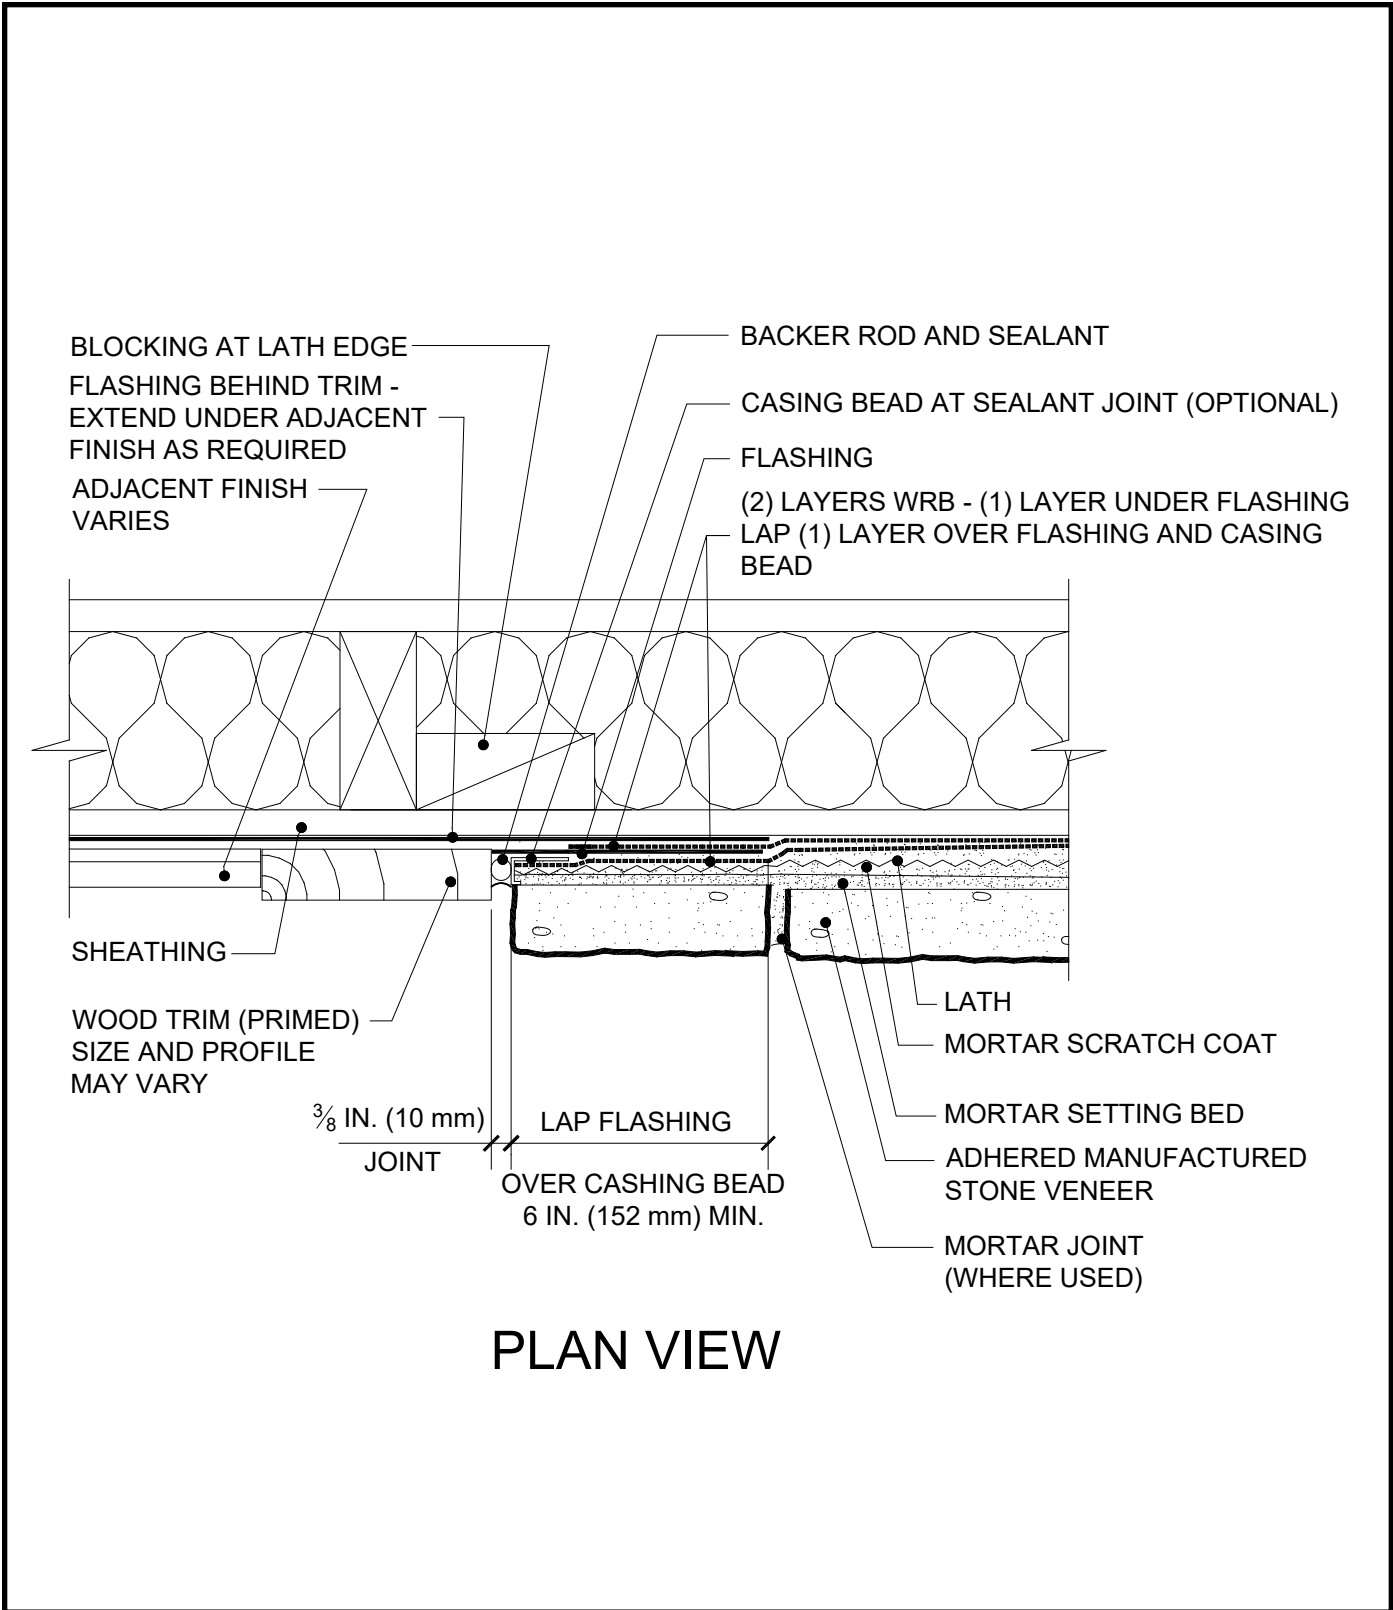 BLOCKING AT LATH EDGE
FLASHING BEHIND TRIM -
EXTEND UNDER ADJACENT
FINISH AS REQUIRED
ADJACENT FINISH
VARIES
BACKER ROD AND SEALANT
CASING BEAD AT SEALANT JOINT (OPTIONAL)
FLASHING
(2) LAYERS WRB - (1) LAYER UNDER FLASHING
LAP (1) LAYER OVER FLASHING AND CASING
BEAD
SHEATHING
WOOD TRIM (PRIMED)
SIZE AND PROFILE
MAY VARY
⅜ IN. (10 mm)
JOINT
LAP FLASHING
OVER CASHING BEAD
6 IN. (152 mm) MIN.
LATH
MORTAR SCRATCH COAT
MORTAR SETTING BED
ADHERED MANUFACTURED
STONE VENEER
MORTAR JOINT
(WHERE USED)
PLAN VIEW